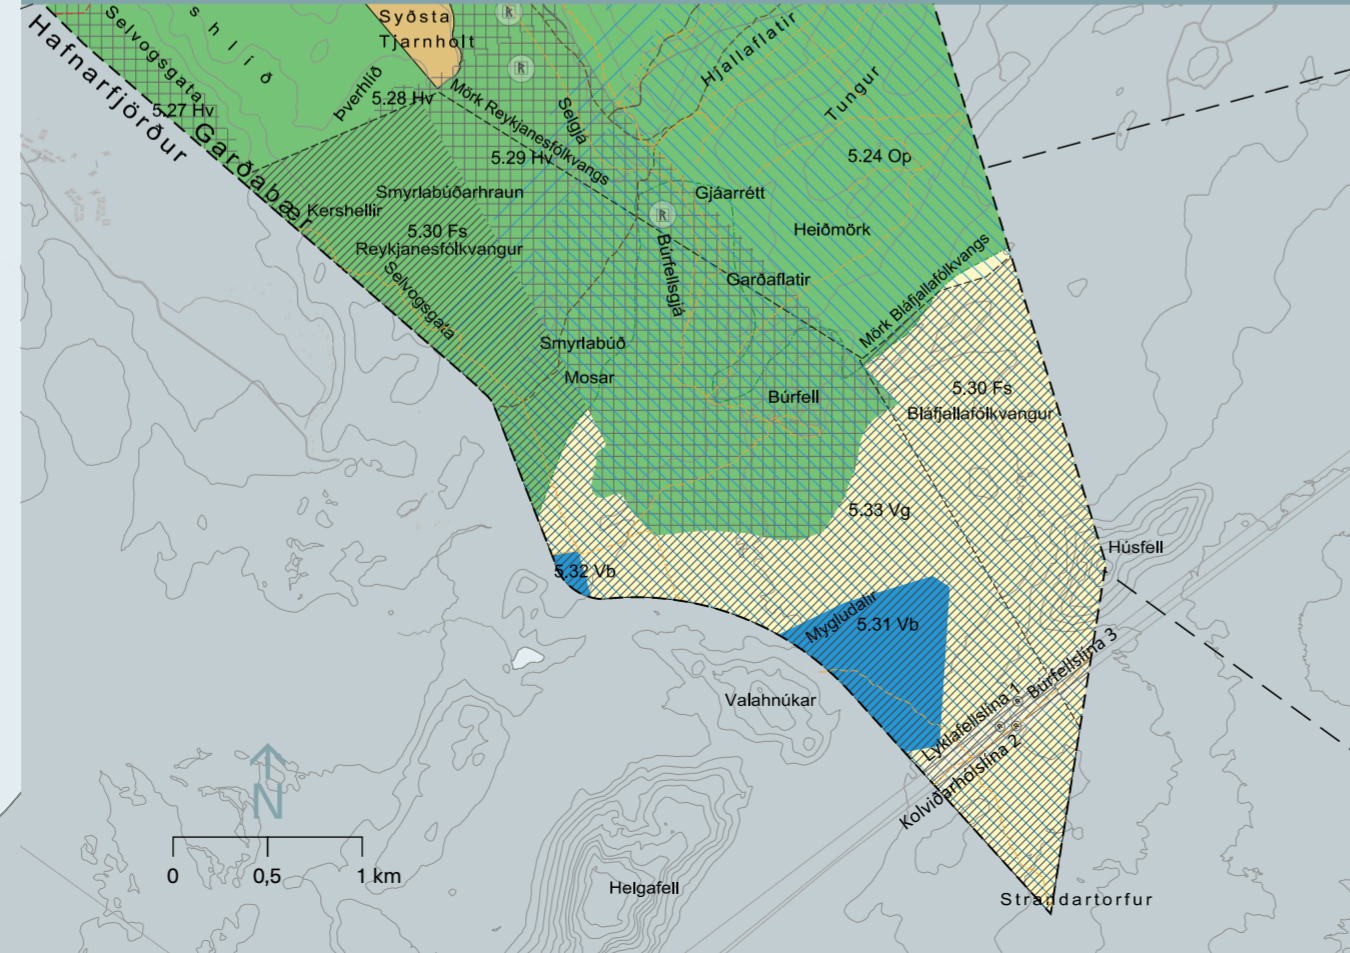 Syðsta
Tjarnholt
R
R
Selvogsgata
s h l í ð
Hjallaflatir
Hafnarfjörður
5.27 Hv
Þverhlíð
5.28 Hv
Mörk Reykjanesfólkvangs
Selgjá
Tungur
Garðabær
5.29 Hv
5.24 Op
Smyrlabúðarhraun
Gjáarrétt
Kershellir
R
5.30 Fs
Reykjanesfólkvangur
Heiðmörk
Búrfellsgjá
Garðaflatir
Mörk Bláfjallafólkvangs
Selvogsgata
Smyrlabúð
Mosar
Búrfell
5.30 Fs
Bláfjallafólkvangur
5.33 Vg
Húsfell
5.32 Vb
Mygludalir
5.31 Vb
Valahnúkar
Lyklafellslína 1
Búrfellslína 3
Kolviðarhólslína 2
N
0 0,5 1 km
Helgafell
Strandartorfur